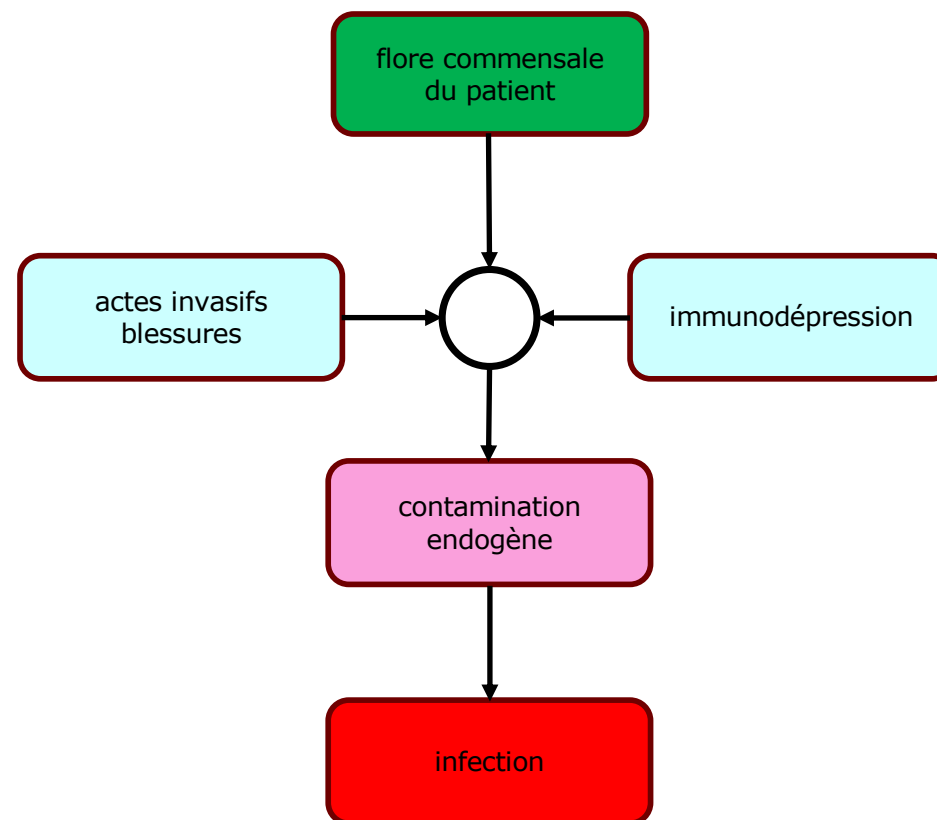 flore commensale
du patient
actes invasifs
blessures
immunodépression
contamination
endogène
infection